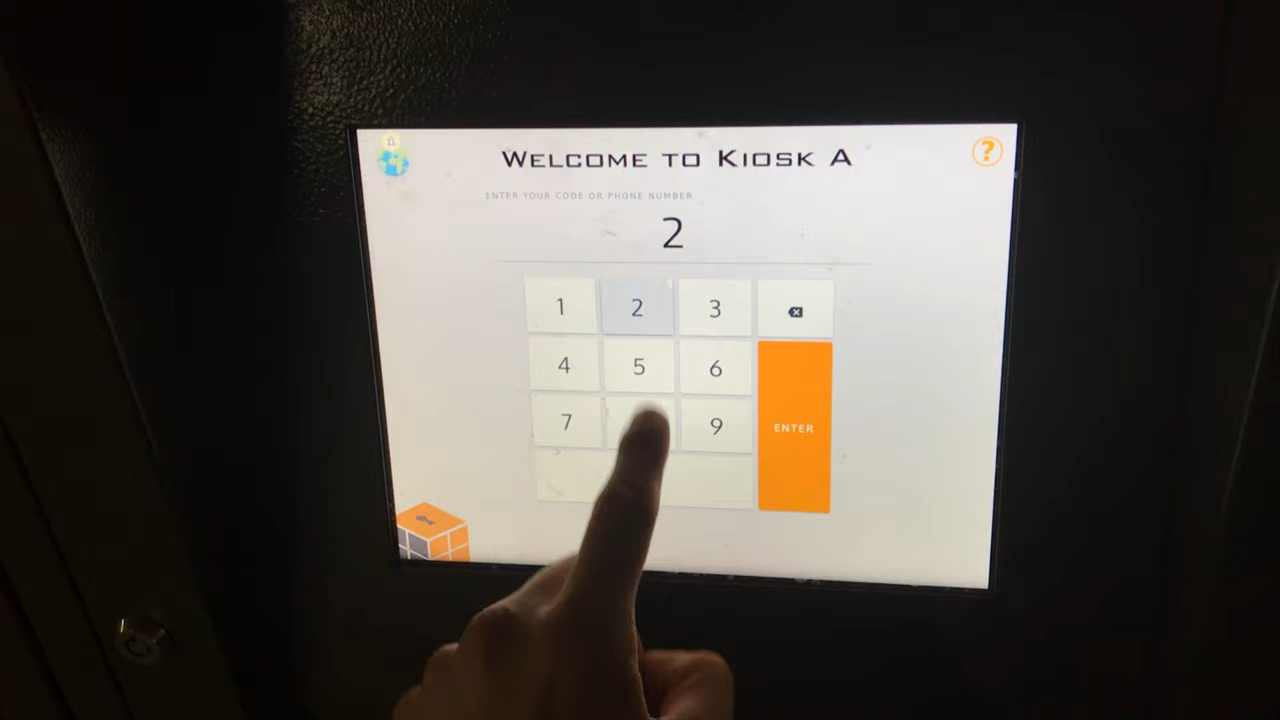 ñ
WELCOME TO KIOSK A
?
ENTER YOUR CODE OR PHONE NUMBER
2
1 2 3
4 5 6
7 9
ENTER